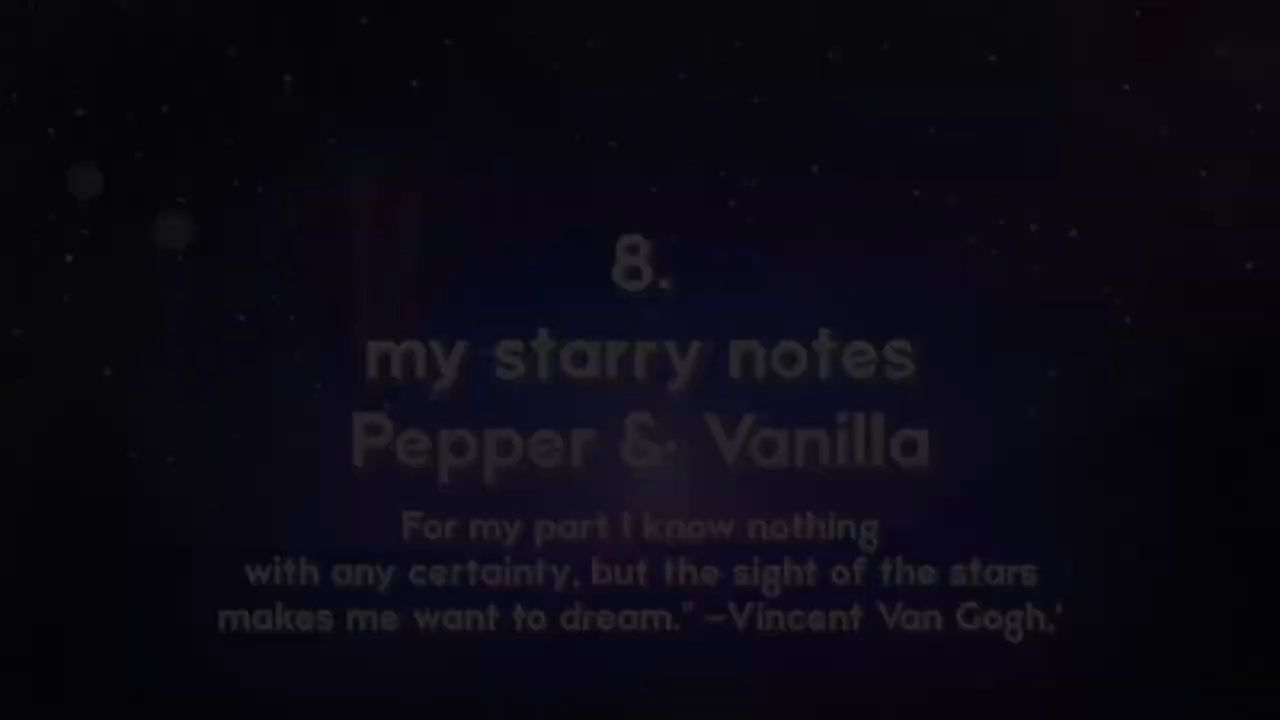 8.
my starry notes
Pepper & Vanilla
For my part I know nothing
with any certainty, but the sight of the stars
makes me want to dream." -Vincent Van Gogh.'